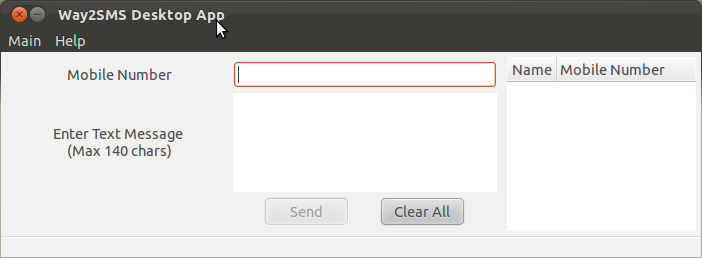 Way2SMS Desktop App
Main Help
Mobile Number
Name Mobile Number
Enter Text Message
(Max 140 chars)
Send Clear All